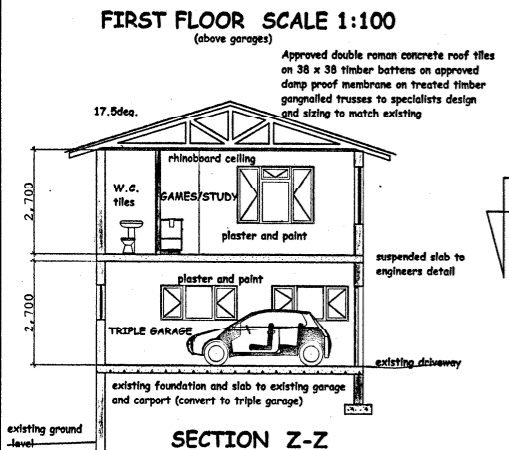 FIRST FLOOR SCALE 1:100
(above garages)
Approved double roman concrete roof tiles
on 38 x 38 timber battens on approved
damp proof membrane on treated timber
gangnailed trusses to specialists design
and sizing to match existing
17.5deg.
rhinoboard ceiling
W.C.
tiles
GAMES/STUDY
2,700
plaster and paint
suspended slab to
engineers detail
plaster and paint
2,700
TRIPLE GARAGE
existing driveway
existing foundation and slab to existing garage
and carport (convert to triple garage)
existing ground
level
SECTION Z-Z